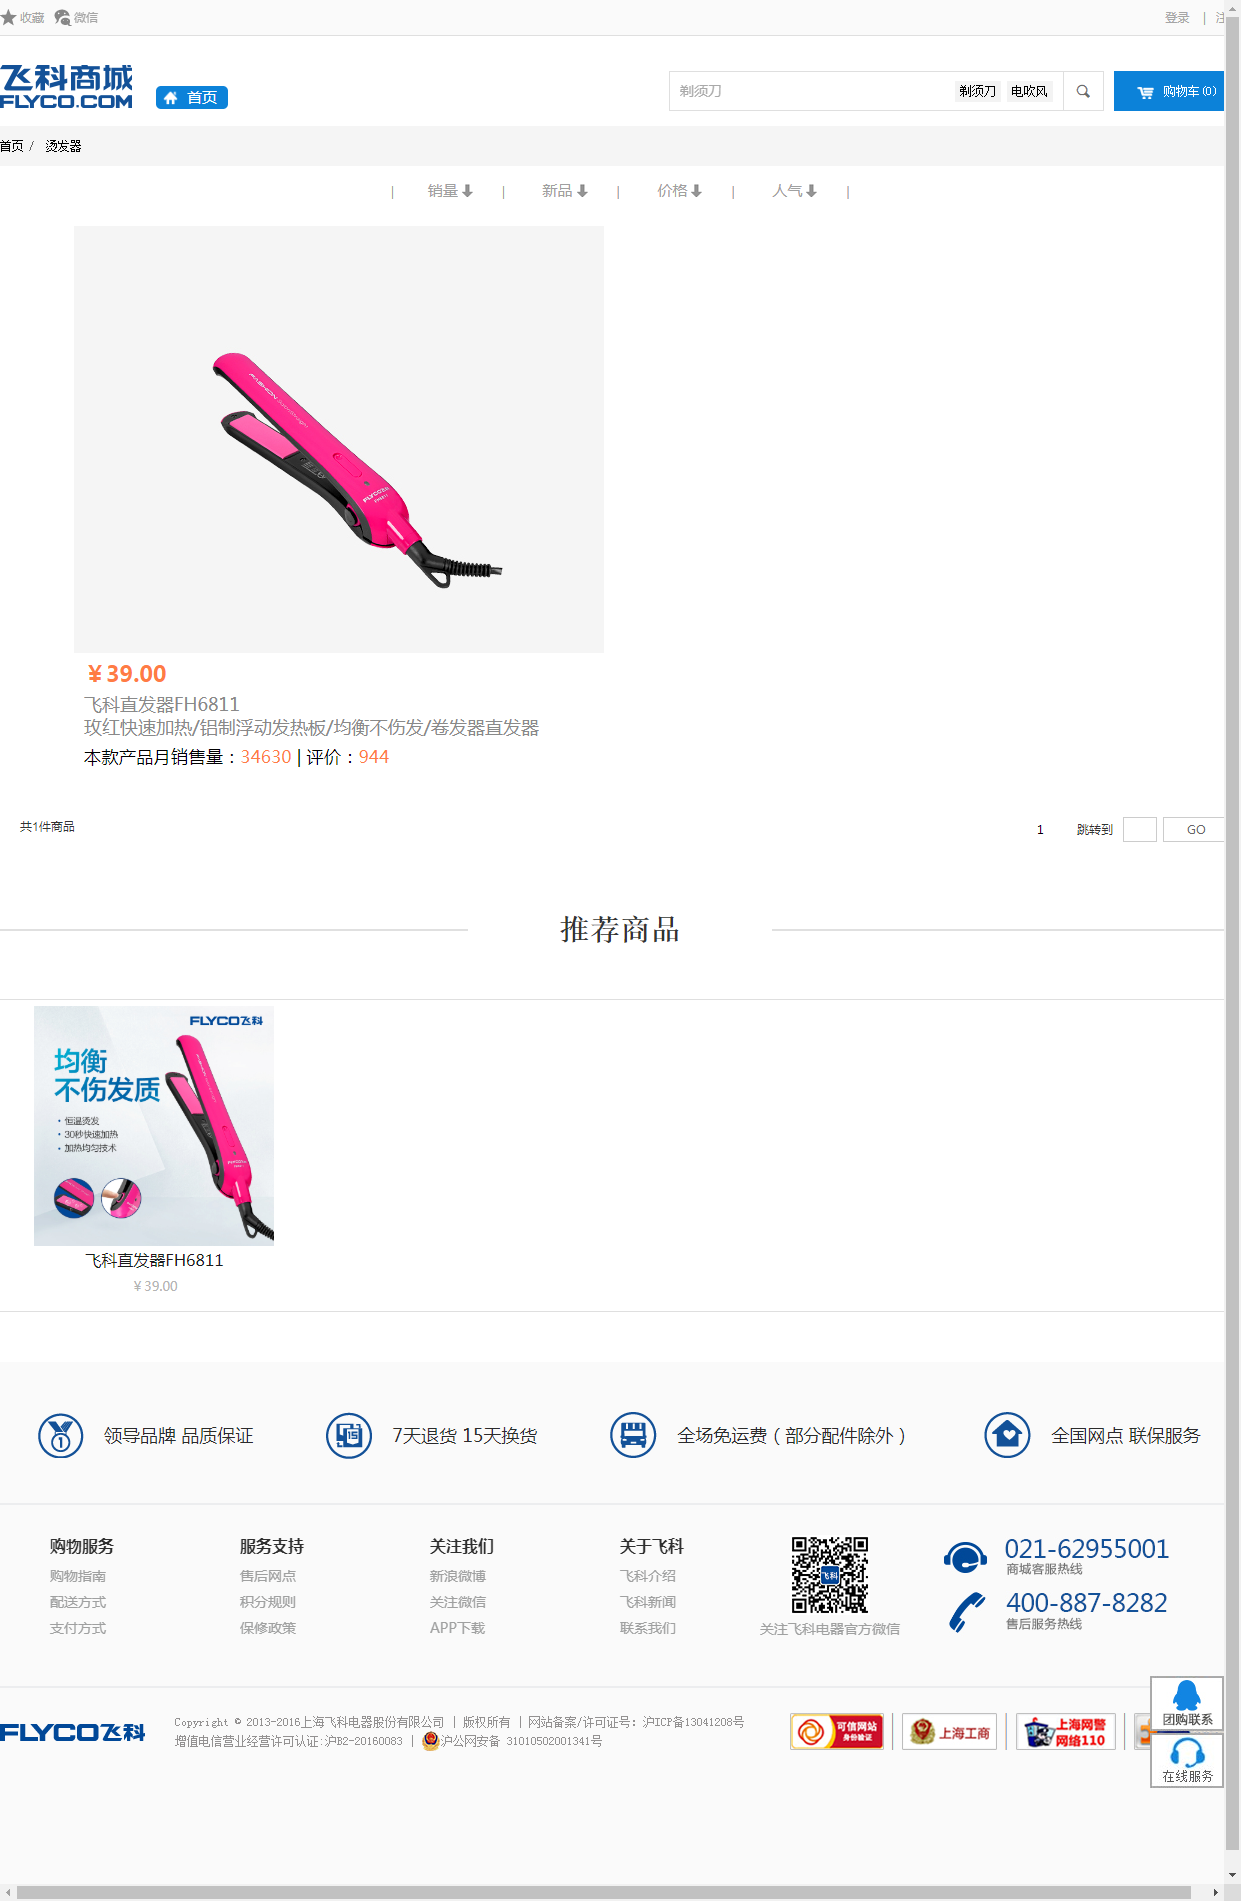 收藏 微信 登录 | 注
飞科商城
FLYCO.COM
首页
剃须刀 剃须刀 电吹风
购物车(0)
首页 / 烫发器
| 销量 | 新品 | 价格 | 人气 |
FASHION
FLYCO飞科
¥39.00
飞科直发器FH6811
玫红快速加热/铝制浮动发热板/均衡不伤发/卷发器直发器
本款产品月销售量：34630 | 评价：944
共1件商品
1 跳转到 GO
推荐商品
FLYCO飞科
均衡
不伤发质
· 恒温烫发
· 30秒快速加热
· 加热均匀技术
飞科直发器FH6811
¥ 39.00
领导品牌 品质保证
7天退货 15天换货
全场免运费（部分配件除外）
全国网点 联保服务
购物服务
购物指南
配送方式
支付方式
服务支持
售后网点
积分规则
保修政策
关注我们
新浪微博
关注微信
APP下载
关于飞科
飞科介绍
飞科新闻
联系我们
飞科
关注飞科电器官方微信
021-62955001
商城客服热线
400-887-8282
售后服务热线
团购联系
在线服务
FLYCO飞科
Copyright © 2013-2016上海飞科电器股份有限公司 | 版权所有 | 网站备案/许可证号: 沪ICP备13041208号
增值电信营业经营许可认证:沪B2-20160083 | 沪公网安备 31010502001341号
可信网站
身份验证
上海工商
上海网警
网络110